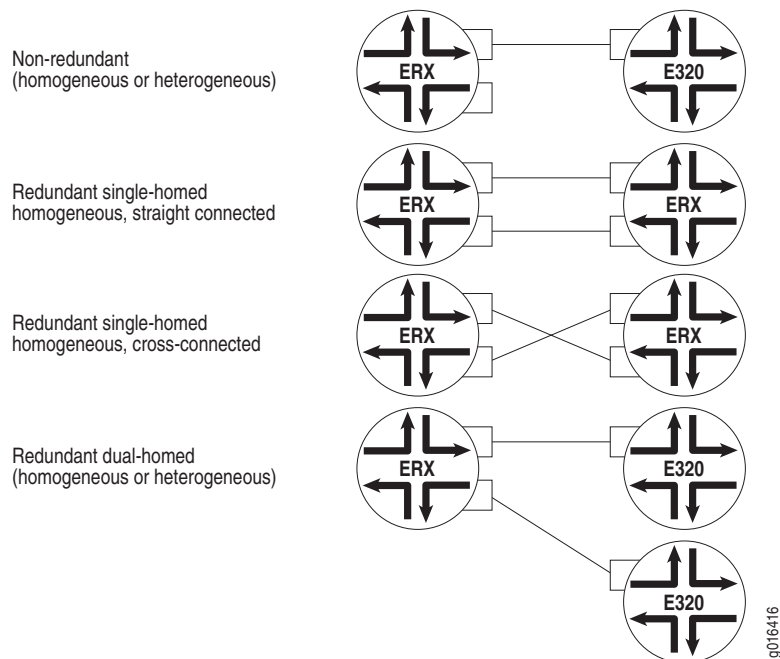 Non-redundant
(homogeneous or heterogeneous)
ERX
E320
Redundant single-homed
homogeneous, straight connected
ERX
ERX
Redundant single-homed
homogeneous, cross-connected
ERX
ERX
Redundant dual-homed
(homogeneous or heterogeneous)
ERX
E320
E320
g016416